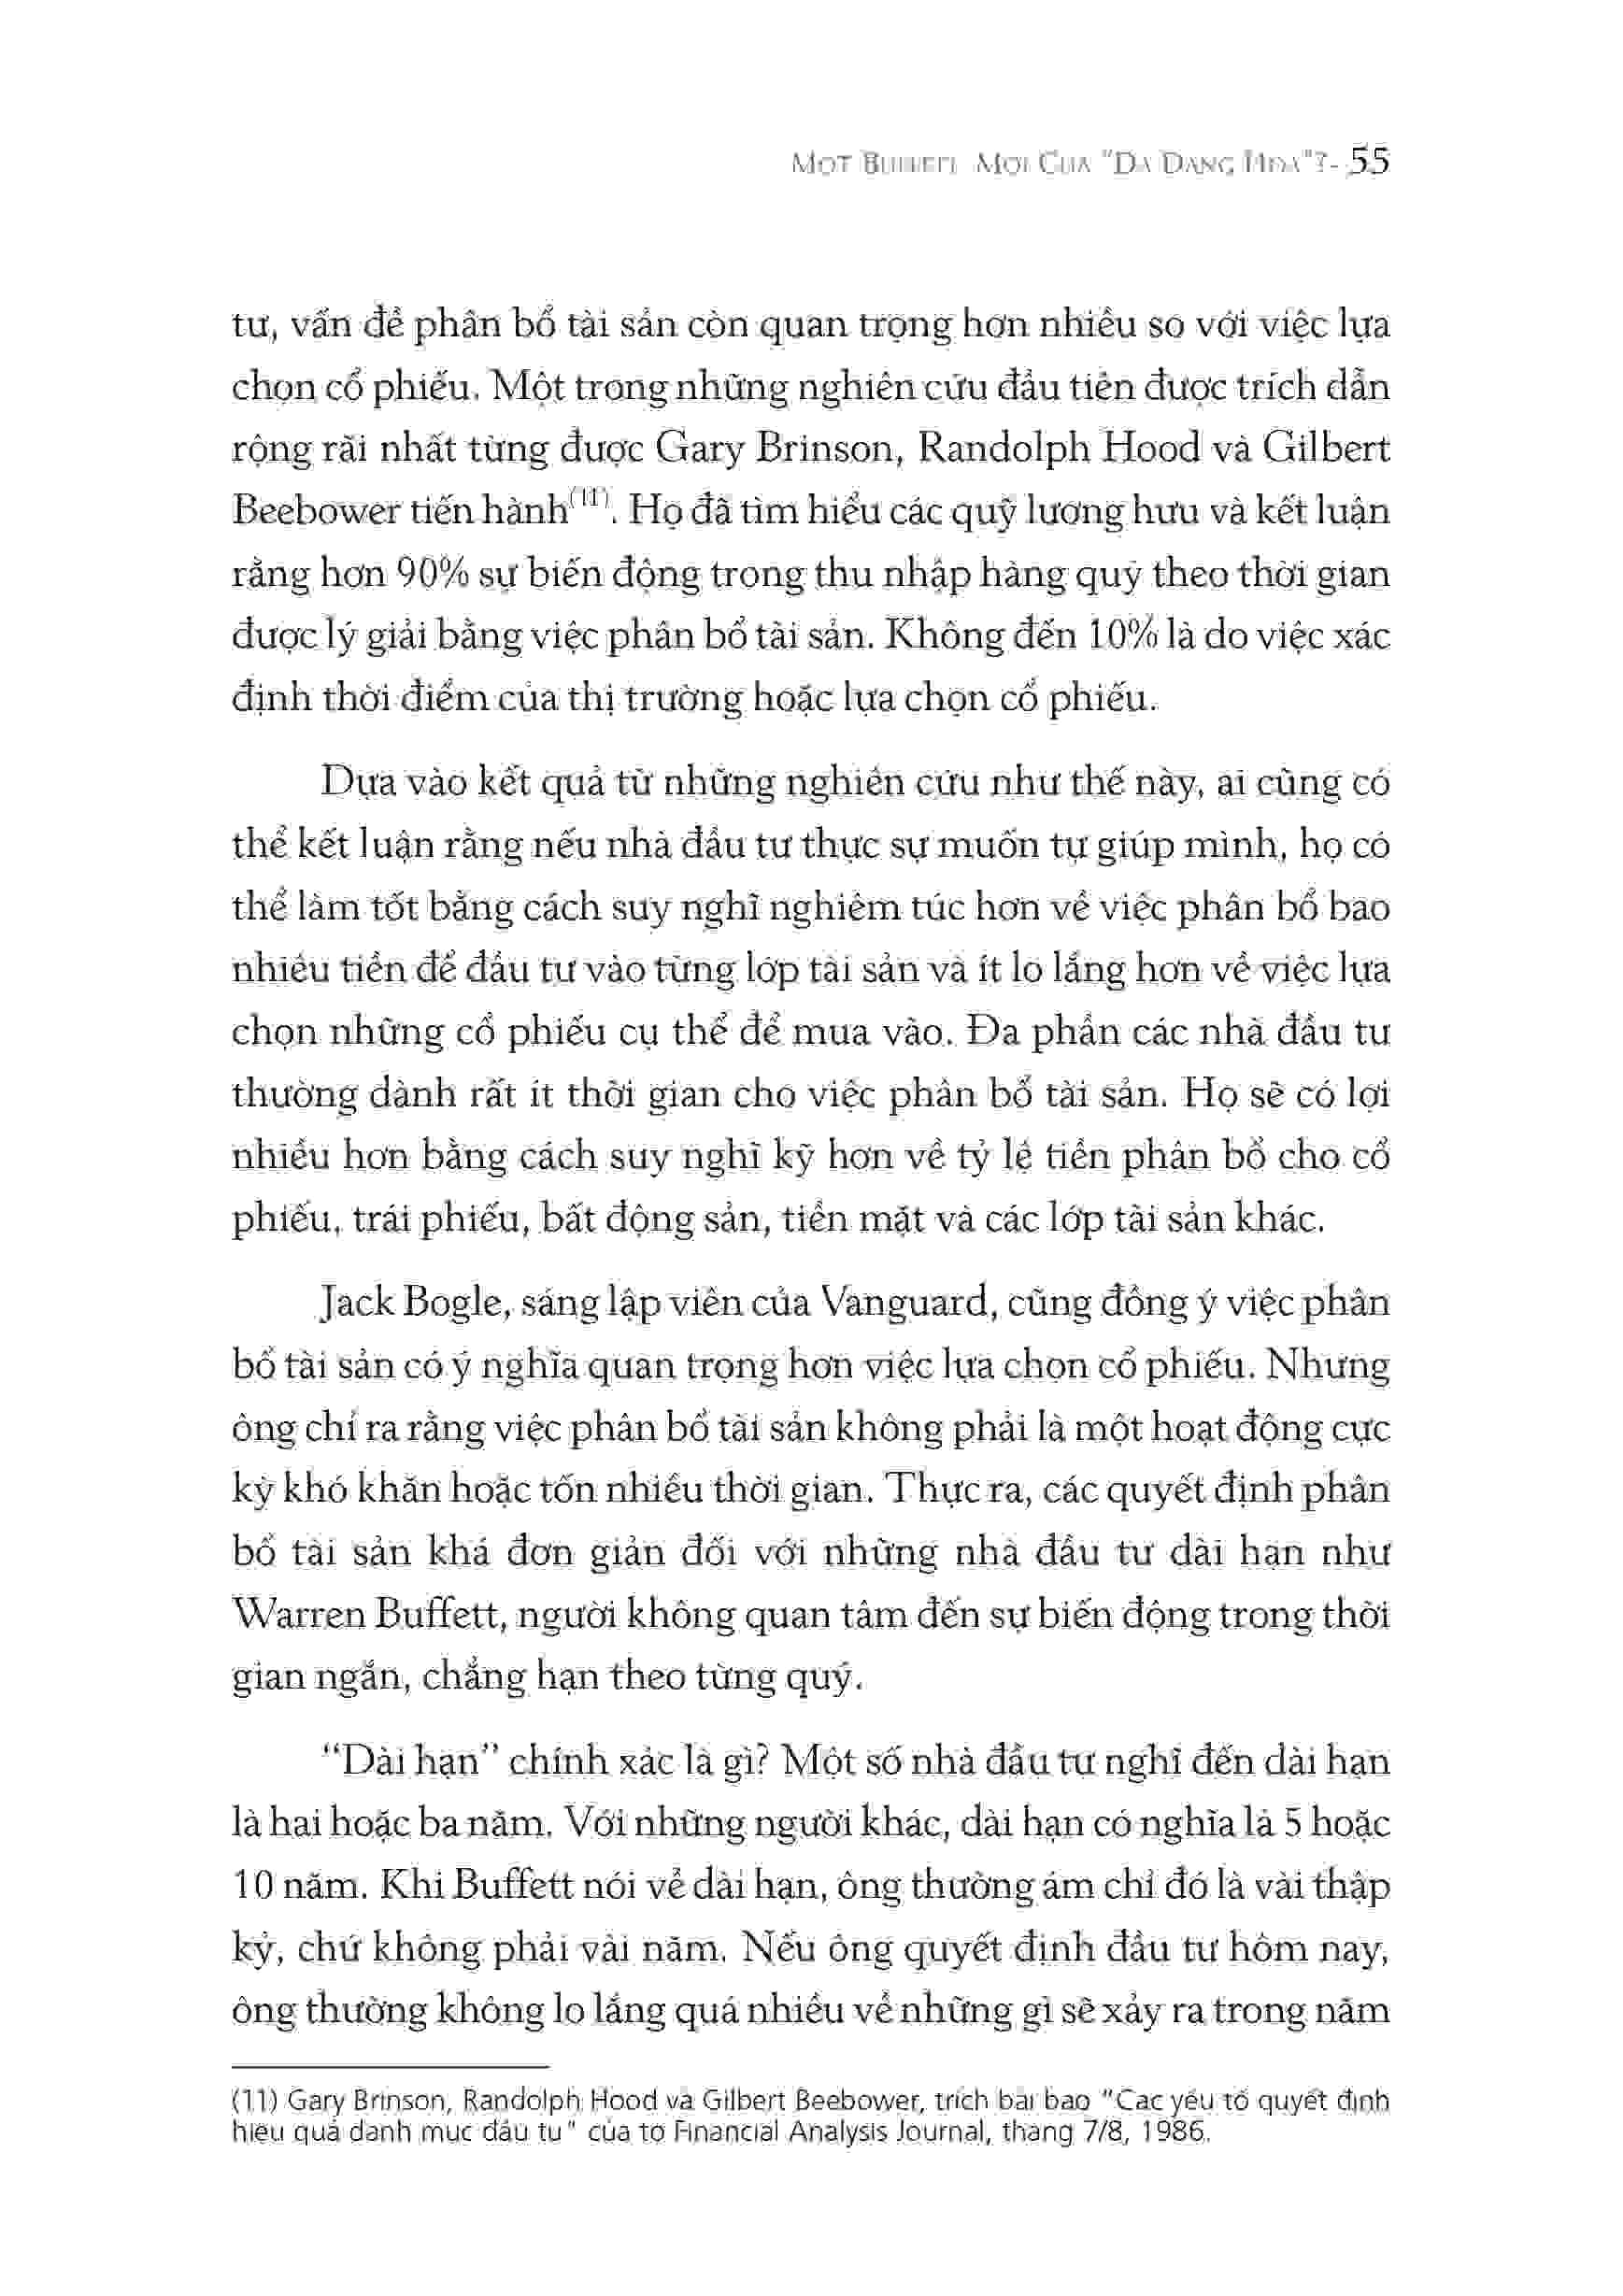 MỘT BUFFETT MỌI CỦA "ĐA DẠNG HÓA"?- 55
tư, vấn đề phân bổ tài sản còn quan trọng hơn nhiều so với việc lựa
chọn cổ phiếu. Một trong những nghiên cứu đầu tiên được trích dẫn
rộng rãi nhất từng được Gary Brinson, Randolph Hood và Gilbert
Beebower tiến hành(11). Họ đã tìm hiểu các quỹ lương hưu và kết luận
rằng hơn 90% sự biến động trong thu nhập hàng quý theo thời gian
được lý giải bằng việc phân bổ tài sản. Không đến 10% là do việc xác
định thời điểm của thị trường hoặc lựa chọn cổ phiếu.
Dựa vào kết quả từ những nghiên cứu như thế này, ai cũng có
thể kết luận rằng nếu nhà đầu tư thực sự muốn tự giúp mình, họ có
thể làm tốt bằng cách suy nghĩ nghiêm túc hơn về việc phân bổ bao
nhiêu tiền để đầu tư vào từng lớp tài sản và ít lo lắng hơn về việc lựa
chọn những cổ phiếu cụ thể để mua vào. Đa phần các nhà đầu tư
thường dành rất ít thời gian cho việc phân bổ tài sản. Họ sẽ có lợi
nhiều hơn bằng cách suy nghĩ kỹ hơn về tỷ lệ tiền phân bổ cho cổ
phiếu, trái phiếu, bất động sản, tiền mặt và các lớp tài sản khác.
Jack Bogle, sáng lập viên của Vanguard, cũng đồng ý việc phân
bổ tài sản có ý nghĩa quan trọng hơn việc lựa chọn cổ phiếu. Nhưng
ông chỉ ra rằng việc phân bổ tài sản không phải là một hoạt động cực
kỳ khó khăn hoặc tốn nhiều thời gian. Thực ra, các quyết định phân
bổ tài sản khá đơn giản đối với những nhà đầu tư dài hạn như
Warren Buffett, người không quan tâm đến sự biến động trong thời
gian ngắn, chẳng hạn theo từng quý.
“Dài hạn” chính xác là gì? Một số nhà đầu tư nghĩ đến dài hạn
là hai hoặc ba năm. Với những người khác, dài hạn có nghĩa là 5 hoặc
10 năm. Khi Buffett nói về dài hạn, ông thường ám chỉ đó là vài thập
kỷ, chứ không phải vài năm. Nếu ông quyết định đầu tư hôm nay,
ông thường không lo lắng quá nhiều về những gì sẽ xảy ra trong năm
(11) Gary Brinson, Randolph Hood và Gilbert Beebower, trích bài báo "Các yếu tố quyết định
hiệu quả danh mục đầu tư" của tờ Financial Analysis Journal, tháng 7/8, 1986.